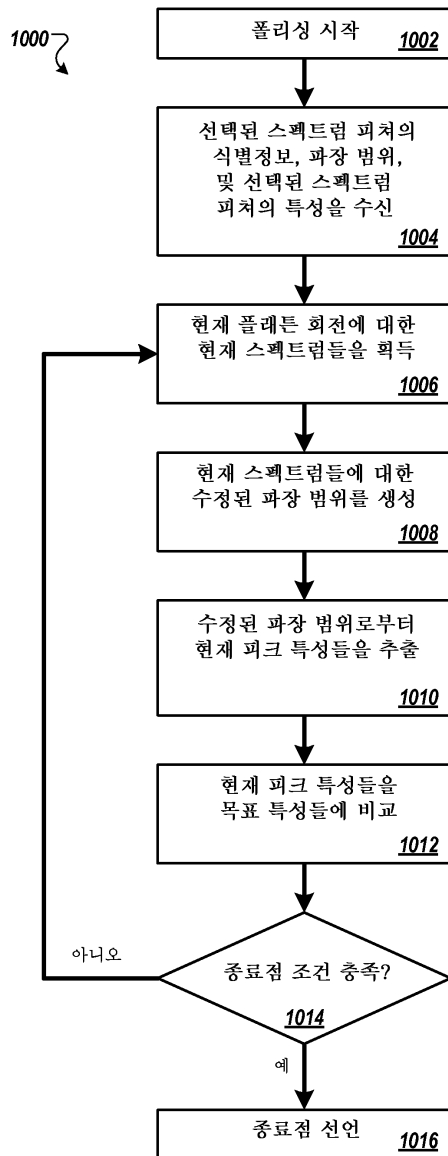 1000
폴리싱 시작
1002
선택된 스펙트럼 피쳐의
식별정보, 파장 범위,
및 선택된 스펙트럼
피쳐의 특성을 수신
1004
현재 플래튼 회전에 대한
현재 스펙트럼들을 획득
1006
현재 스펙트럼들에 대한
수정된 파장 범위를 생성
1008
수정된 파장 범위로부터
현재 피크 특성들을 추출
1010
현재 피크 특성들을
목표 특성들에 비교
1012
아니오
종료점 조건 충족?
1014
예
종료점 선언
1016